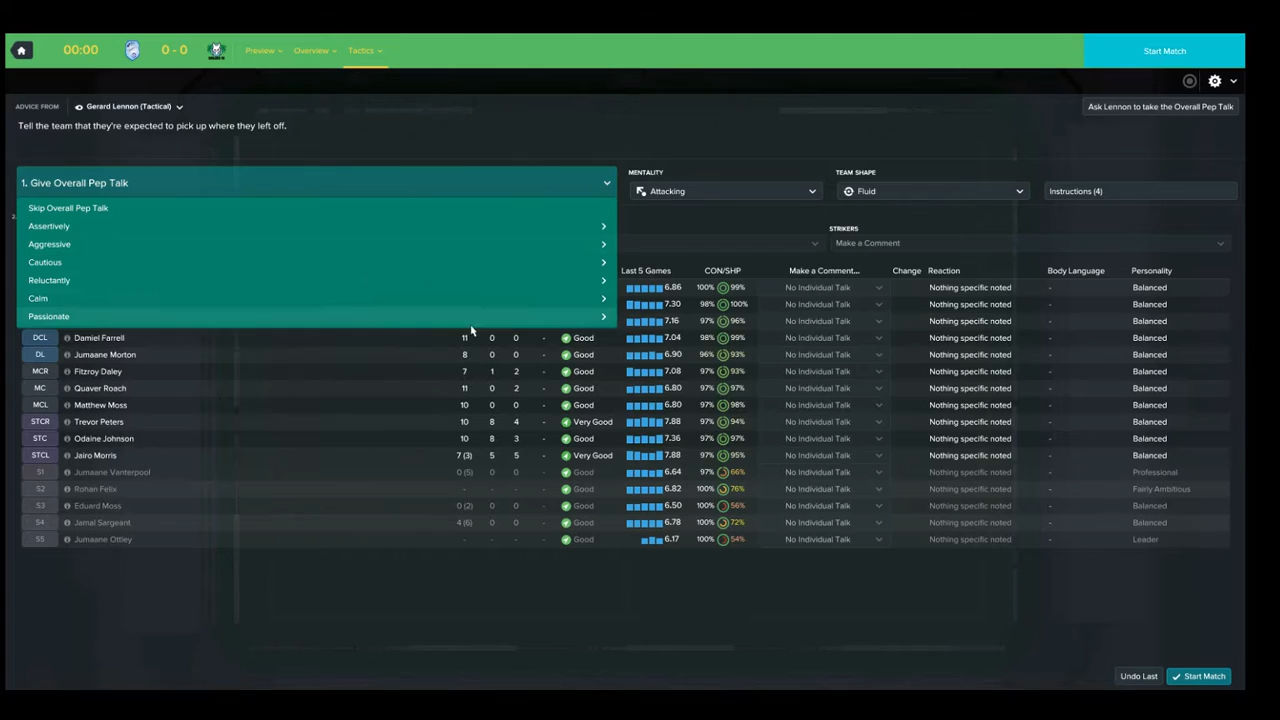 00:00 0 - 0 Preview Overview Tactics Start Match
ADVICE FROM Gerard Lennon (Tactical) Ask Lennon to take the Overall Pep Talk
Tell the team that they're expected to pick up where they left off.
MENTALITY TEAM SHAPE
1. Give Overall Pep Talk Attacking Fluid Instructions (4)
Skip Overall Pep Talk
Assertively STRIKERS
Aggressive Make a Comment
Cautious
Last 5 Games CON/SHP Make a Comment... Change Reaction Body Language Personality
Reluctantly 6.86 100% 99% No Individual Talk Nothing specific noted - Balanced
Calm 7.30 98% 100% No Individual Talk Nothing specific noted - Balanced
Passionate 7.16 97% 96% No Individual Talk Nothing specific noted - Balanced
DCL Damiel Farrell 11 0 0 - Good 7.04 98% 99% No Individual Talk Nothing specific noted - Balanced
DL Jumaane Morton 8 0 0 - Good 6.90 96% 93% No Individual Talk Nothing specific noted - Balanced
MCR Fitzroy Daley 7 1 2 - Good 7.08 97% 93% No Individual Talk Nothing specific noted - Balanced
MC Quaver Roach 11 0 2 - Good 6.80 97% 97% No Individual Talk Nothing specific noted - Balanced
MCL Matthew Moss 10 0 0 - Good 6.80 97% 98% No Individual Talk Nothing specific noted - Balanced
STCR Trevor Peters 10 8 4 - Very Good 7.88 97% 94% No Individual Talk Nothing specific noted - Balanced
STC Odaine Johnson 10 8 3 - Good 7.36 97% 97% No Individual Talk Nothing specific noted - Balanced
STCL Jairo Morris 7 (3) 5 5 - Very Good 7.88 97% 95% No Individual Talk Nothing specific noted - Balanced
S1 Jumaane Vanterpool 0 (5) 0 0 - Good 6.64 97% 66% No Individual Talk Nothing specific noted - Professional
S2 Rohan Felix - - - - Good 6.82 100% 76% No Individual Talk Nothing specific noted - Fairly Ambitious
S3 Eduard Moss 0 (2) 0 0 - Good 6.50 100% 56% No Individual Talk Nothing specific noted - Balanced
S4 Jamal Sargeant 4 (6) 0 0 - Good 6.78 100% 72% No Individual Talk Nothing specific noted - Balanced
S5 Jumaane Ottley - - - - Good 6.17 100% 54% No Individual Talk Nothing specific noted - Leader
Undo Last Start Match